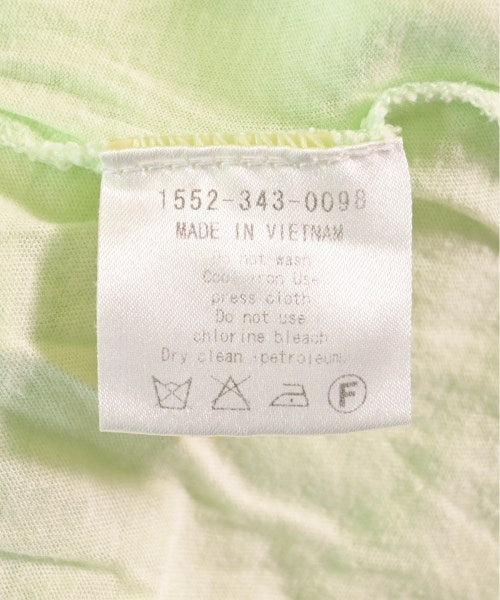 1552-343-0098
MADE IN VIETNAM
Do not wash
Cool iron Use
press cloth
Do not use
chlorine bleach
Dry clean (petroleum)
F